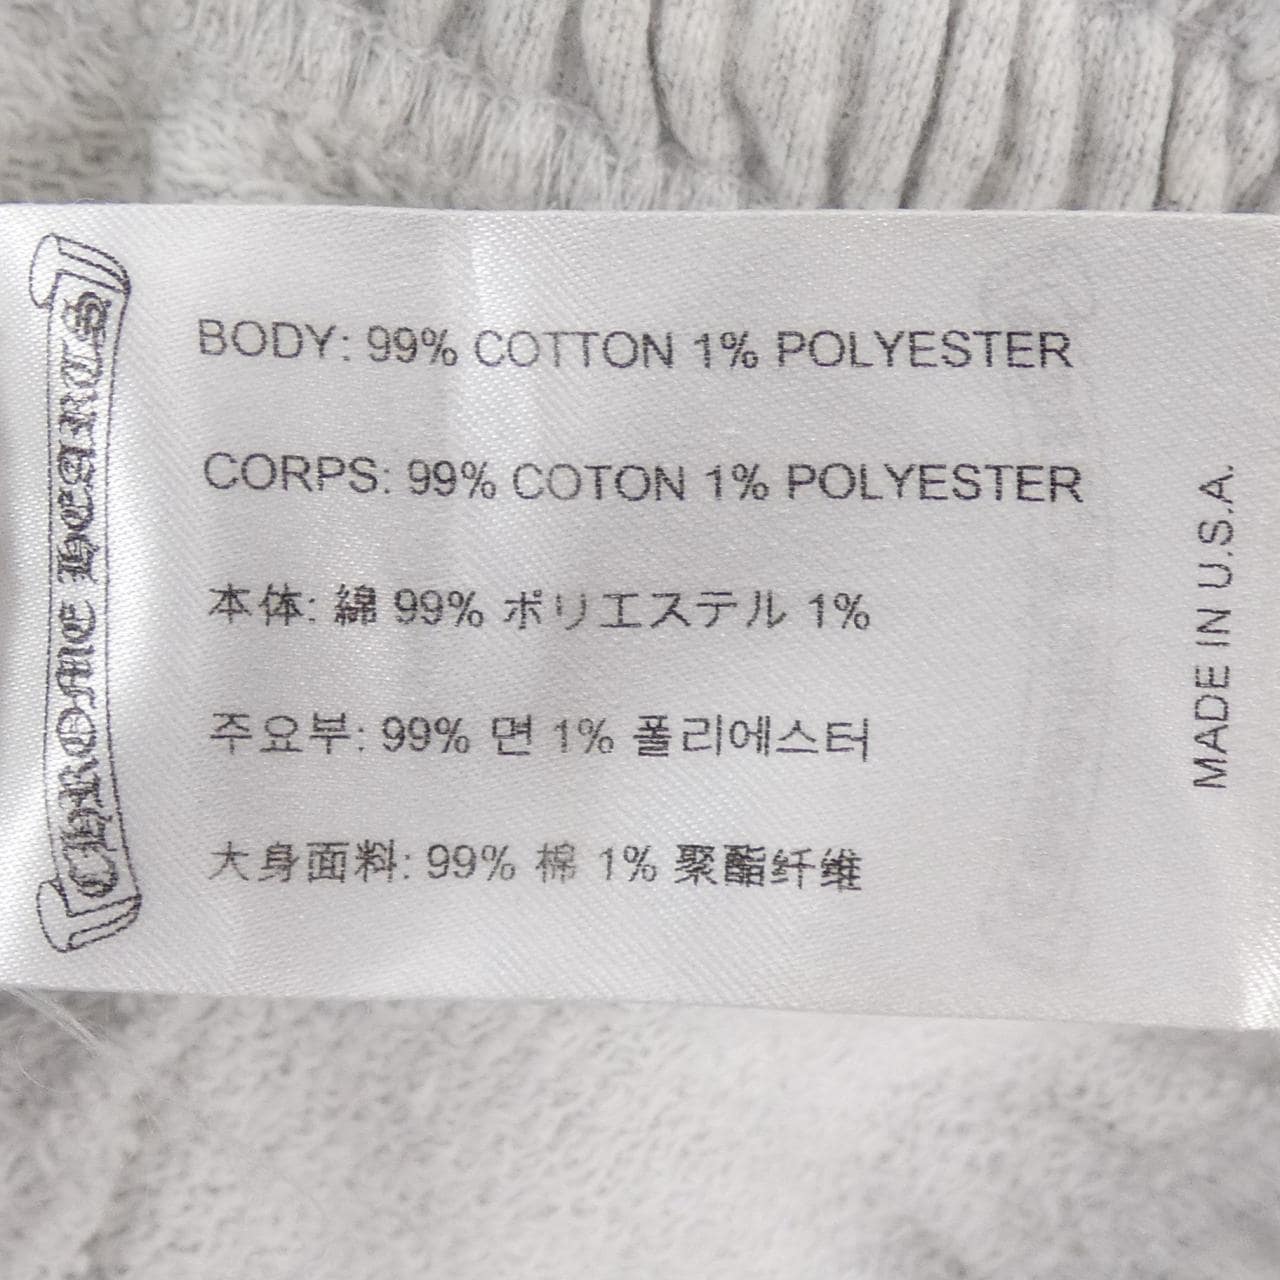 CHROME HEARTS
BODY: 99% COTTON 1% POLYESTER
CORPS: 99% COTON 1% POLYESTER
本体: 綿 99% ポリエステル 1%
주요부: 99% 면 1% 폴리에스터
大身面料: 99% 棉 1% 聚酯纤维
MADE IN U.S.A.